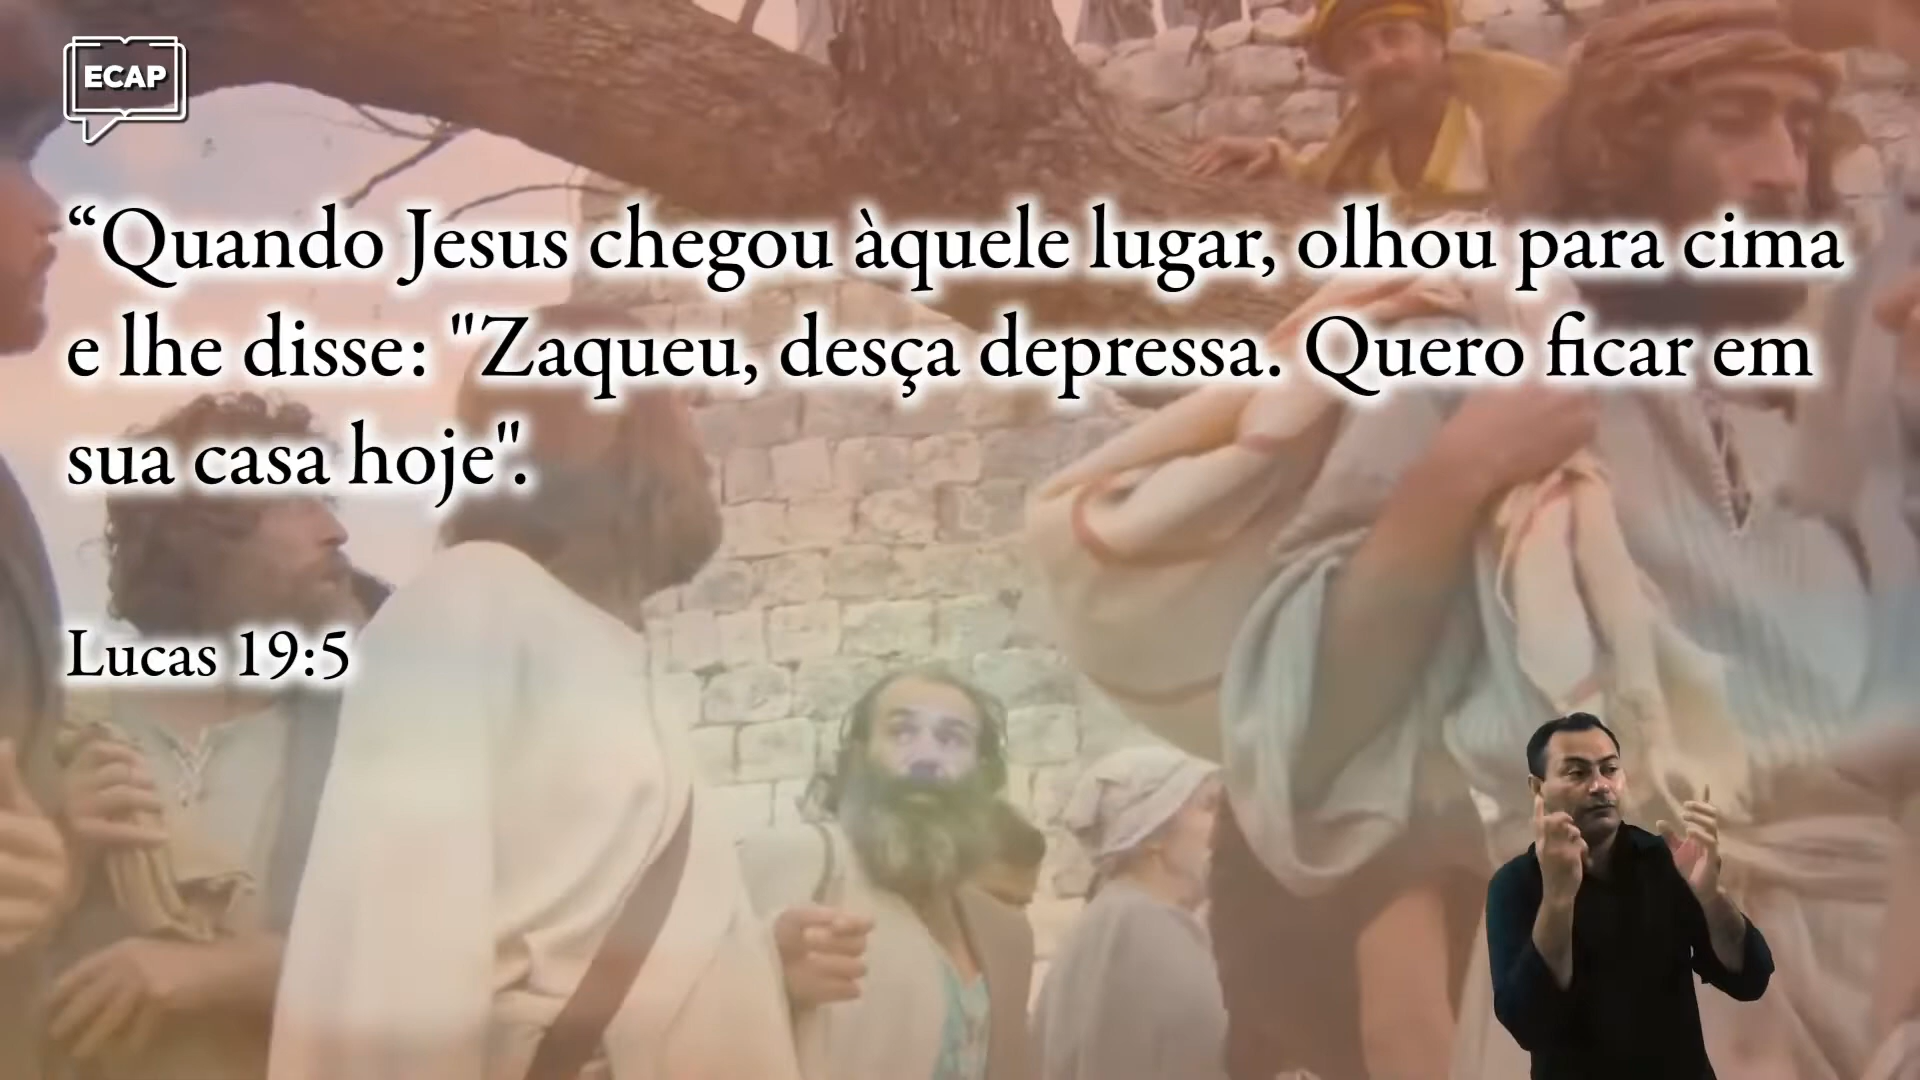 ECAP
“Quando Jesus chegou àquele lugar, olhou para cima
e lhe disse: "Zaqueu, desça depressa. Quero ficar em
sua casa hoje".
Lucas 19:5